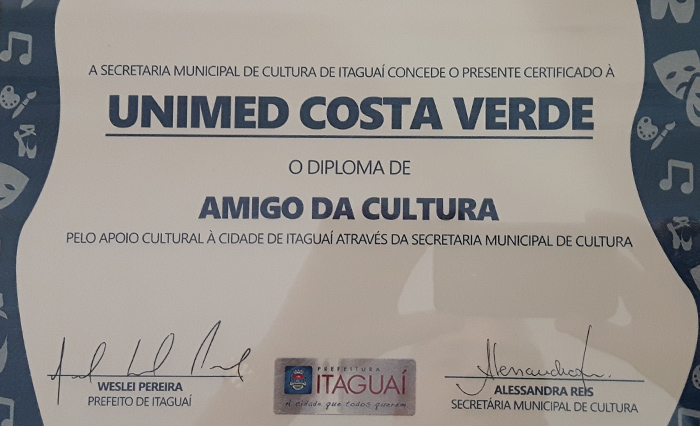 A SECRETARIA MUNICIPAL DE CULTURA DE ITAGUAÍ CONCEDE O PRESENTE CERTIFICADO À
UNIMED COSTA VERDE
O DIPLOMA DE
AMIGO DA CULTURA
PELO APOIO CULTURAL À CIDADE DE ITAGUAÍ ATRAVÉS DA SECRETARIA MUNICIPAL DE CULTURA
WESLEI PEREIRA
PREFEITO DE ITAGUAÍ
PREFEITURA
ITAGUAÍ
A cidade que todos querem.
Alessandra
ALESSANDRA REIS
SECRETÁRIA MUNICIPAL DE CULTURA